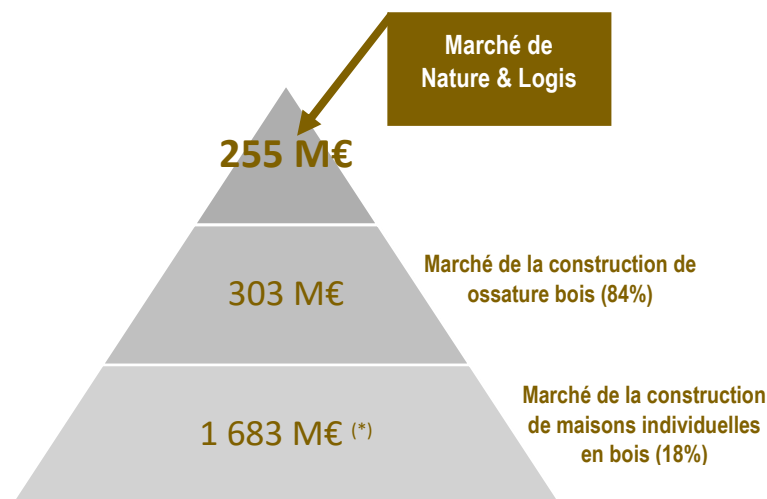 Marché de
Nature & Logis
255 M€
303 M€
Marché de la construction de
ossature bois (84%)
1 683 M€ (*)
Marché de la construction
de maisons individuelles
en bois (18%)